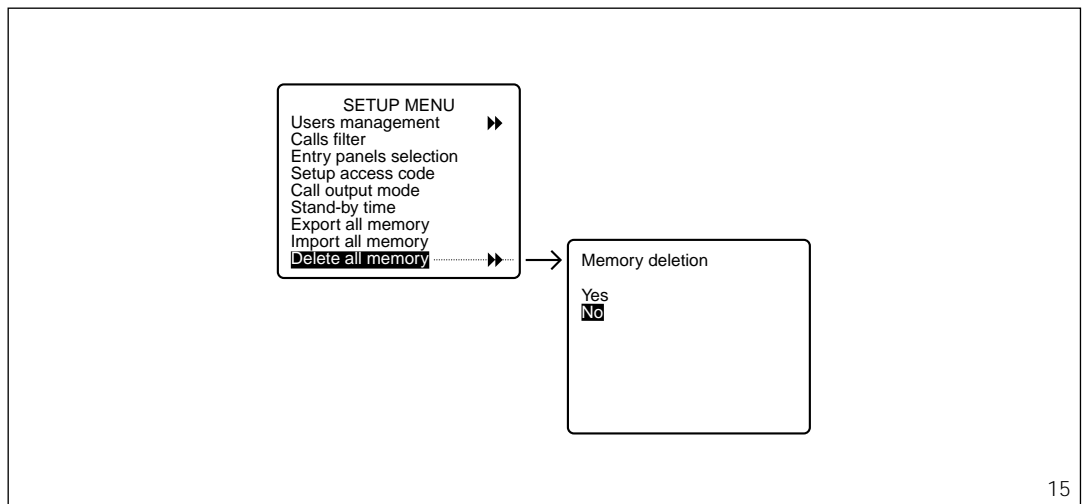 SETUP MENU
Users management
Calls filter
Entry panels selection
Setup access code
Call output mode
Stand-by time
Export all memory
Import all memory
Delete all memory
Memory deletion
Yes
No
15